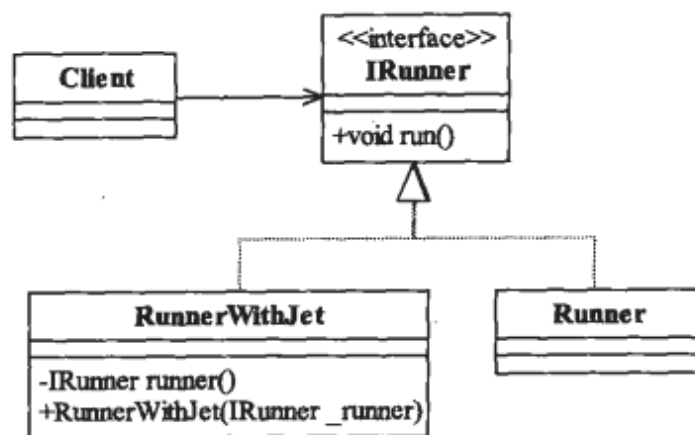 <<interface>>
IRunner
Client
+void run()
RunnerWithJet
Runner
-IRunner runner()
+RunnerWithJet(IRunner _runner)